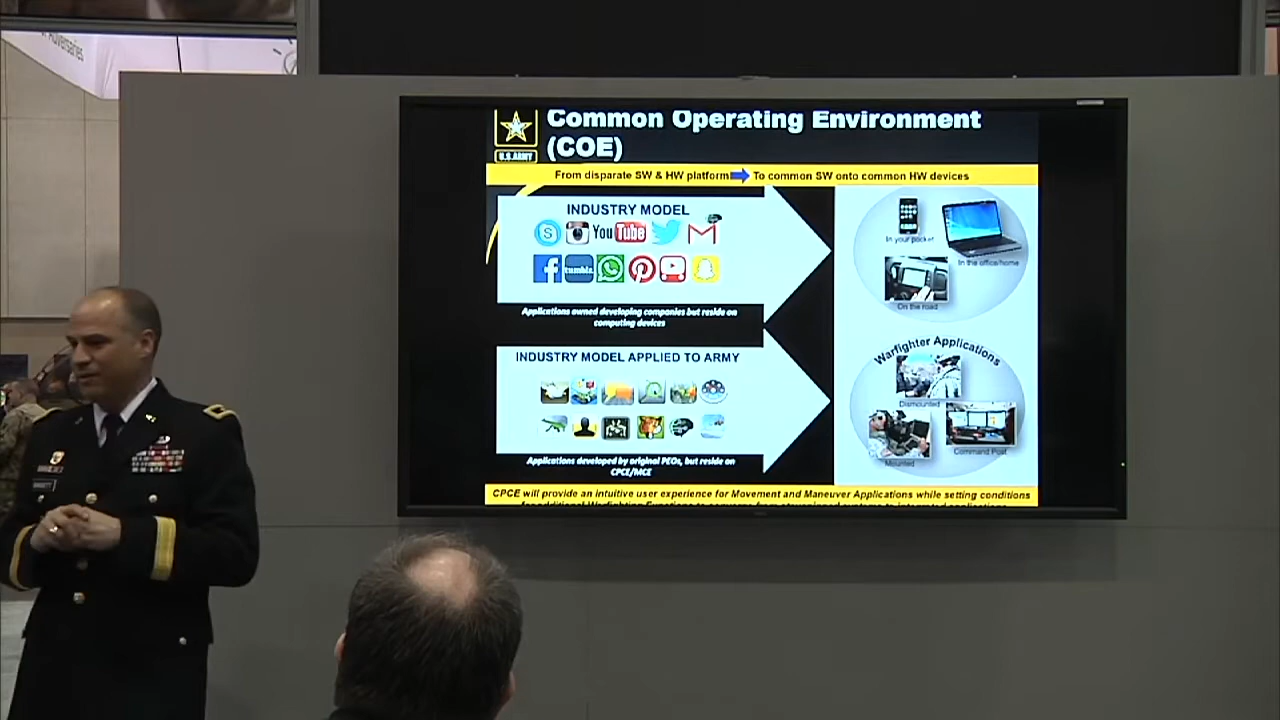 Adversaries
Common Operating Environment
(COE)
U.S.ARMY
From disparate SW & HW platform
To common SW onto common HW devices
INDUSTRY MODEL
You Tube
tumblr.
Applications owned developing companies but reside on
computing devices
In your pocket
In the office/home
On the road
INDUSTRY MODEL APPLIED TO ARMY
Applications developed by original PEOs, but reside on
CPCE/MCE
Warfighter Applications
Dismounted
Mounted
Command Post
CPCE will provide an intuitive user experience for Movement and Maneuver Applications while setting conditions